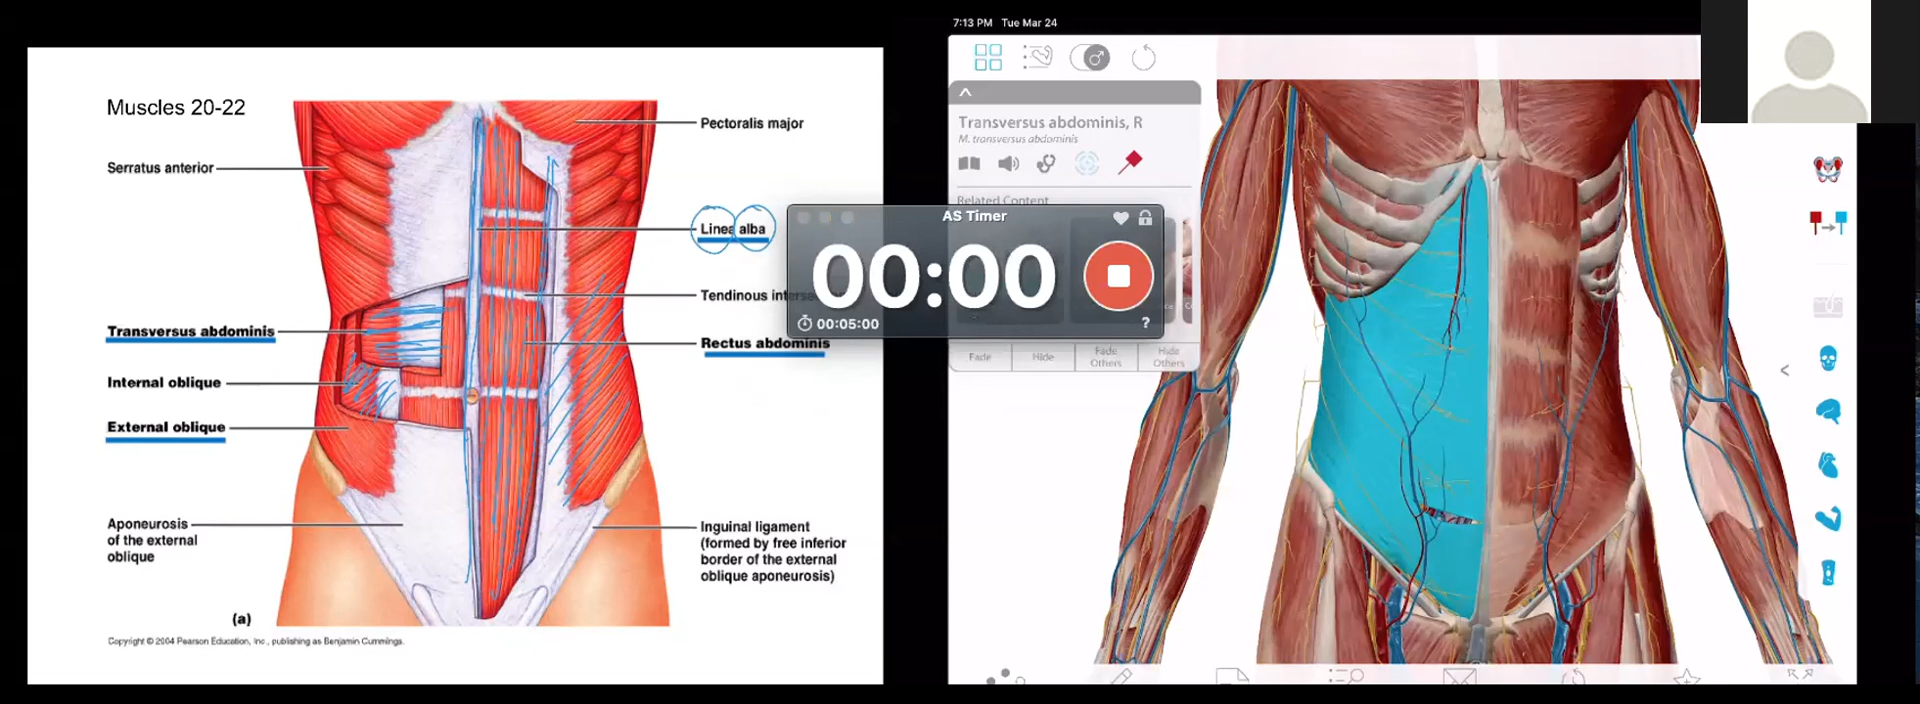 Muscles 20-22
Serratus anterior
Transversus abdominis
Internal oblique
External oblique
Aponeurosis
of the external
oblique
(a)
Copyright © 2004 Pearson Education, Inc., publishing as Benjamin Cummings.
Pectoralis major
Linea alba
Tendinous
Rectus abdominis
Inguinal ligament
(formed by free inferior
border of the external
oblique aponeurosis)
AS Timer
00:00
00:05:00
?
7:13 PM Tue Mar 24
Transversus abdominis, R
M. transversus abdominis
Related Content
Fade
Hide
Fade
Others
Hide
Others